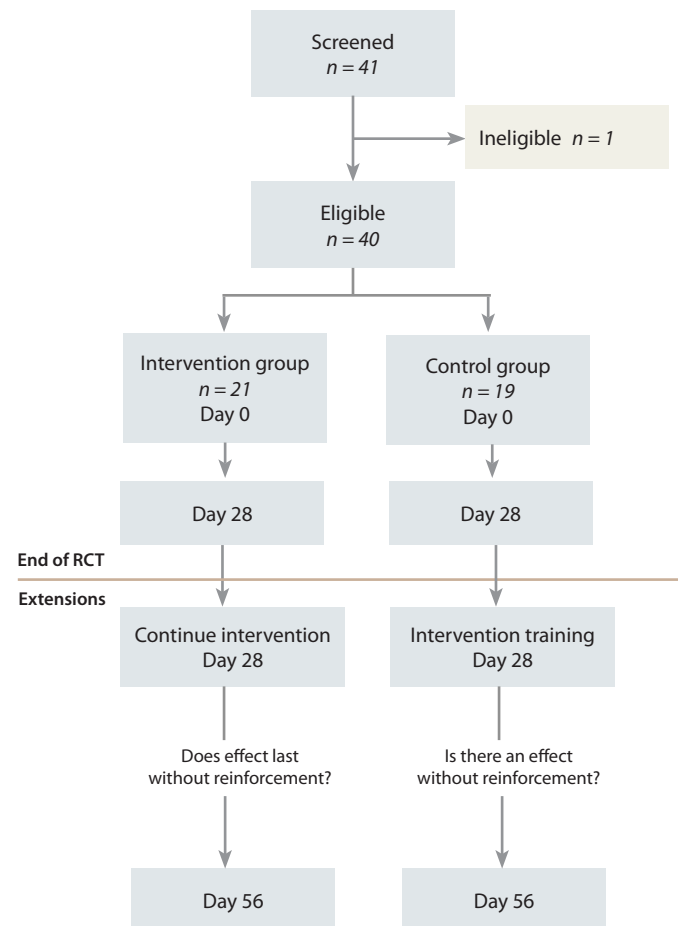 Screened
n = 41
Ineligible n = 1
Eligible
n = 40
Intervention group
n = 21
Day 0
Control group
n = 19
Day 0
Day 28
Day 28
End of RCT
Extensions
Continue intervention
Day 28
Intervention training
Day 28
Does effect last
without reinforcement?
Is there an effect
without reinforcement?
Day 56
Day 56